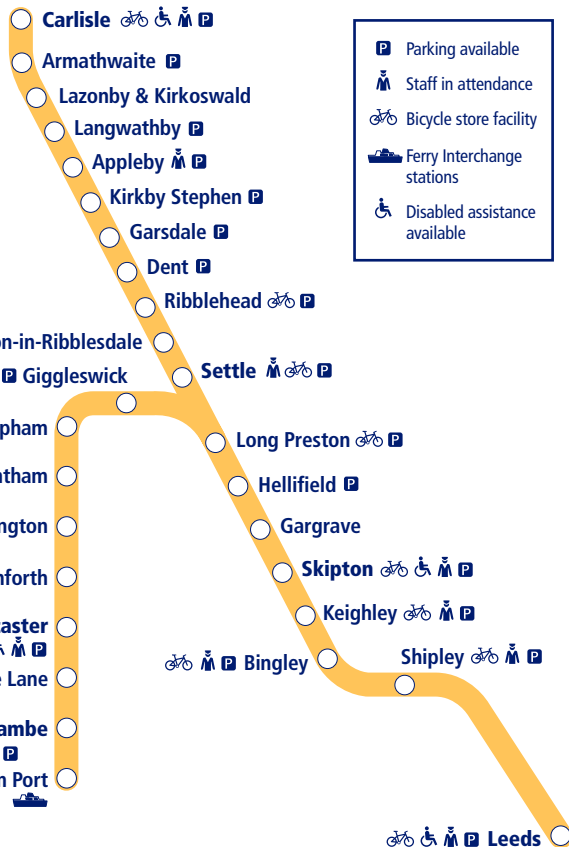 Carlisle P
Armathwaite P
Lazonby & Kirkoswald
Langwathby P
Appleby P
Kirkby Stephen P
Garsdale P
Dent P
Ribblehead P
on-in-Ribblesdale
Settle P
P Giggleswick
pham
tham
Long Preston P
Hellifield P
ngton
Gargrave
nforth
Skipton P
Keighley P
aster
P
P Bingley
Shipley P
Lane
ambe
P
Port
P Leeds
P Parking available
Staff in attendance
Bicycle store facility
Ferry Interchange
stations
Disabled assistance
available